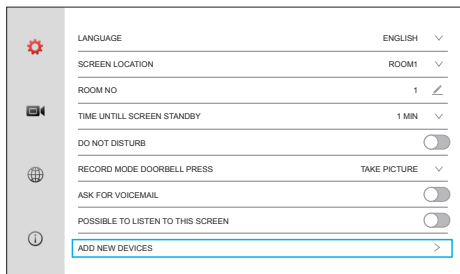 LANGUAGE ENGLISH
SCREEN LOCATION ROOM1
ROOM NO 1
TIME UNTILL SCREEN STANDBY 1 MIN
DO NOT DISTURB
RECORD MODE DOORBELL PRESS TAKE PICTURE
ASK FOR VOICEMAIL
POSSIBLE TO LISTEN TO THIS SCREEN
ADD NEW DEVICES